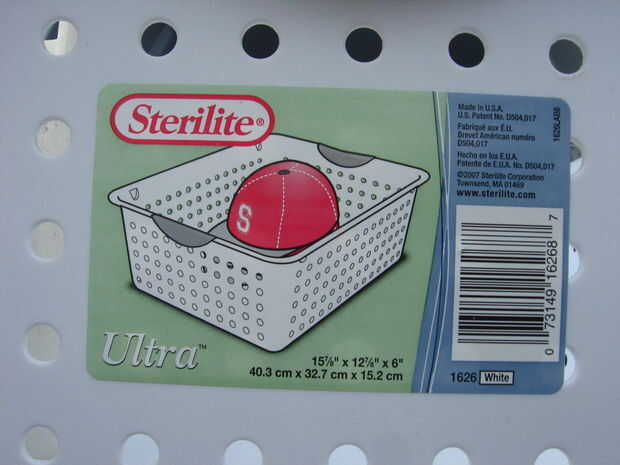 Sterilite®
S
Ultra™
15⅞" x 12⅞" x 6"
40.3 cm x 32.7 cm x 15.2 cm
Made in U.S.A.
U.S. Patent No. D504,017
Fabriqué aux É.U.
Brevet Américan numéro
D504,017
Hecho en los E.U.A.
Patente de E.U.A. No. D504,017
©2007 Sterilite Corporation
Townsend, MA 01469
www.sterilite.com
1626LAB8
0 73149 16268 7
1626 White